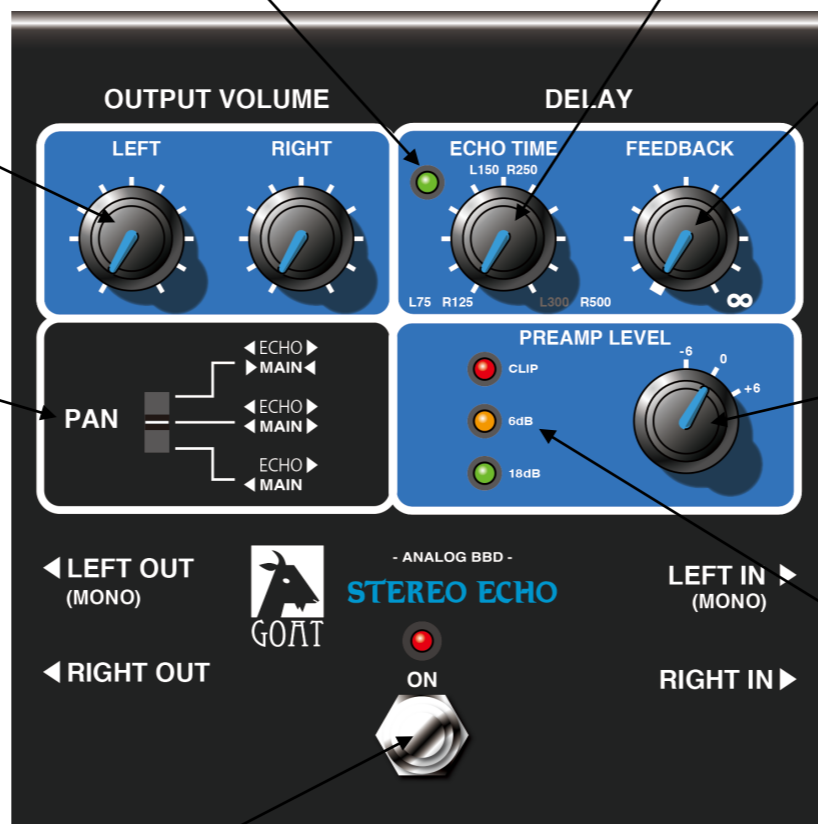 OUTPUT VOLUME
DELAY
LEFT
RIGHT
ECHO TIME
FEEDBACK
L150 R250
L75 R125
L300 R500
∞
PAN
◀ECHO▶
▶MAIN◀
◀ECHO▶
◀MAIN▶
ECHO▶
◀MAIN
PREAMP LEVEL
CLIP
6dB
18dB
-6
0
+6
◀LEFT OUT
(MONO)
◀RIGHT OUT
GOAT
- ANALOG BBD -
STEREO ECHO
ON
LEFT IN▶
(MONO)
RIGHT IN▶